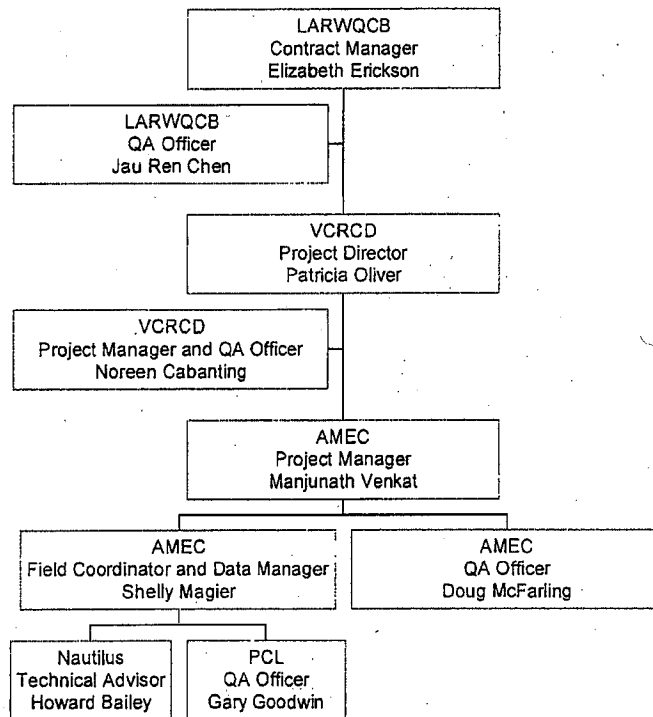 LARWQCB
Contract Manager
Elizabeth Erickson
LARWQCB
QA Officer
Jau Ren Chen
VCRCD
Project Director
Patricia Oliver
VCRCD
Project Manager and QA Officer
Noreen Cabanting
AMEC
Project Manager
Manjunath Venkat
AMEC
Field Coordinator and Data Manager
Shelly Magier
AMEC
QA Officer
Doug McFarling
Nautilus
Technical Advisor
Howard Bailey
PCL
QA Officer
Gary Goodwin